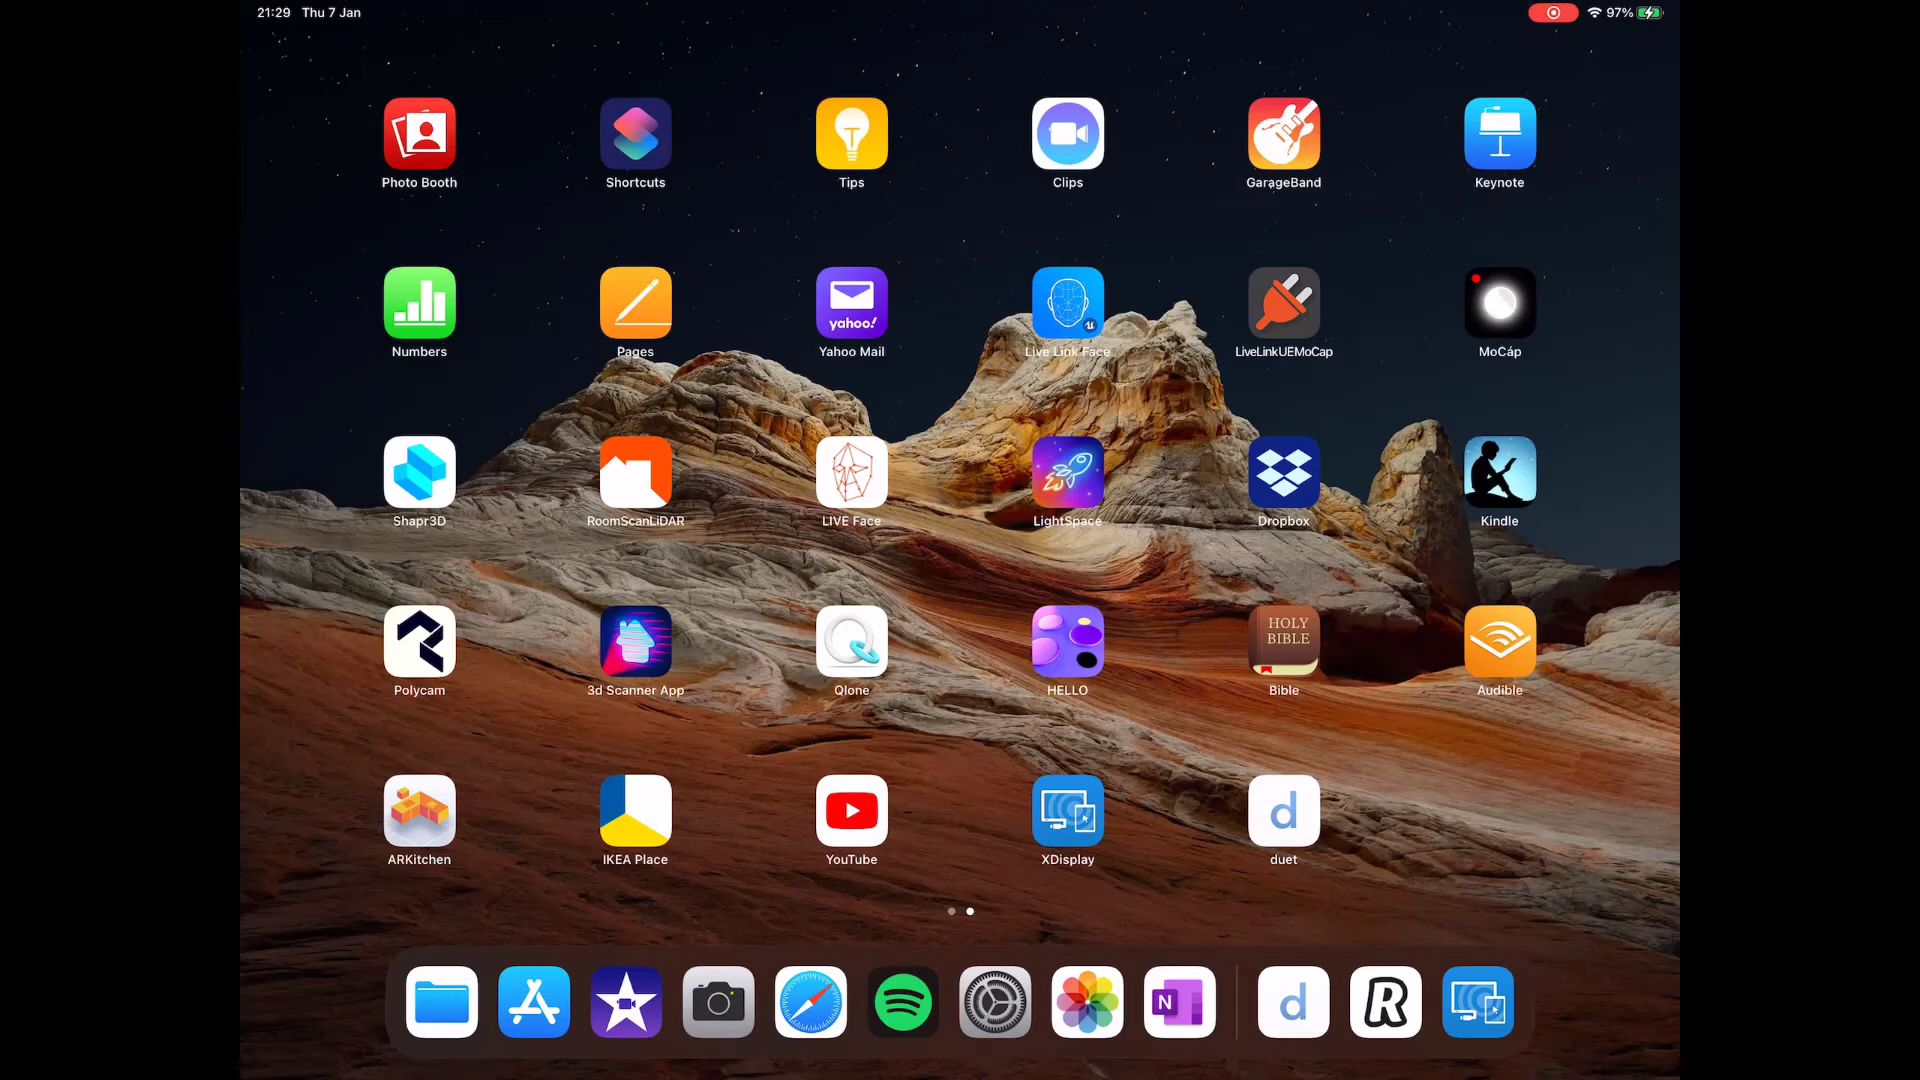 21:29 Thu 7 Jan 97%
Photo Booth Shortcuts Tips Clips GarageBand Keynote
yahoo!
Numbers Pages Yahoo Mail Live Link Face LiveLinkUEMoCap MoCap
Shapr3D RoomScanLiDAR LIVE Face LightSpace Dropbox Kindle
HOLY
BIBLE
Polycam 3d Scanner App Qlone HELLO Bible Audible
d
ARKitchen IKEA Place YouTube XDisplay duet
N d R